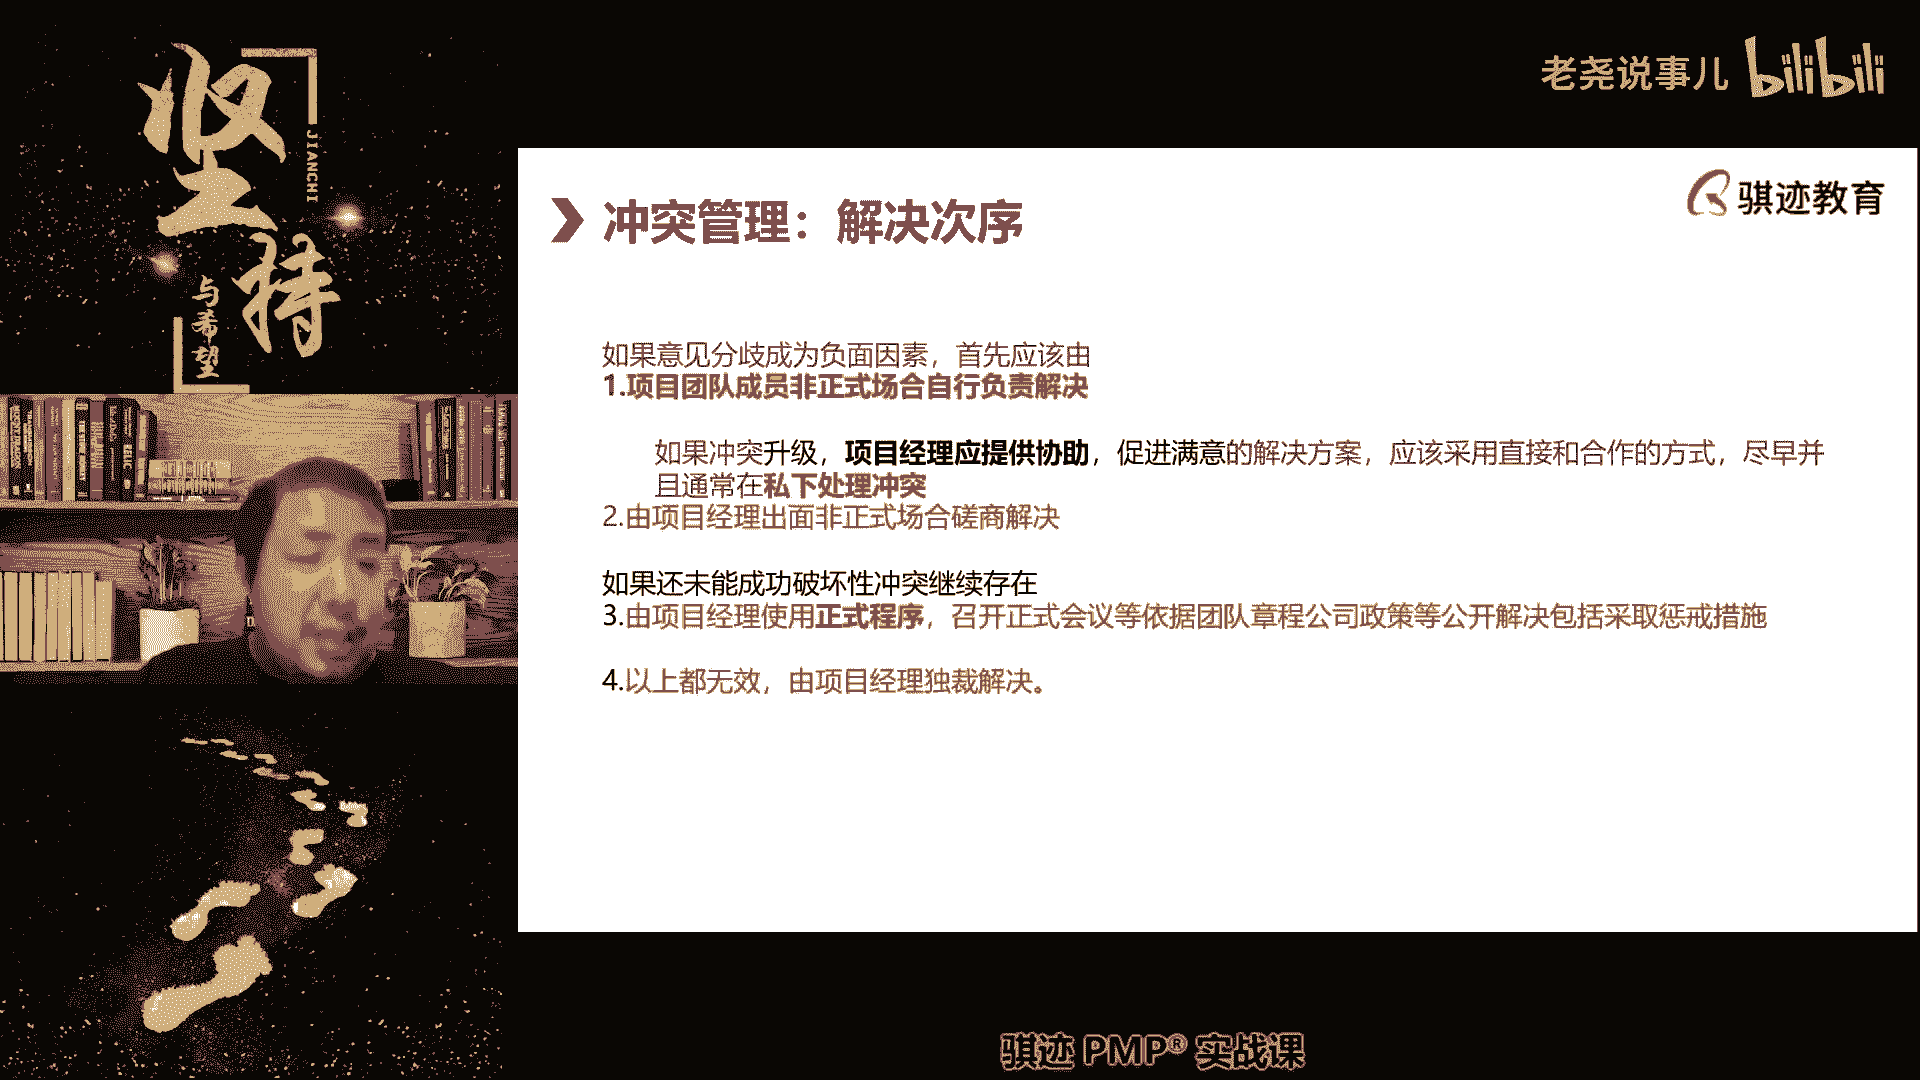 坚持
JIANCHI
与希望
老尧说事儿 bilibili
骐迹教育
冲突管理：解决次序
如果意见分歧成为负面因素，首先应该由
1.项目团队成员非正式场合自行负责解决
如果冲突升级，项目经理应提供协助，促进满意的解决方案，应该采用直接和合作的方式，尽早并
且通常在私下处理冲突
2.由项目经理出面非正式场合磋商解决
如果还未能成功破坏性冲突继续存在
3.由项目经理使用正式程序，召开正式会议等依据团队章程公司政策等公开解决包括采取惩戒措施
4.以上都无效，由项目经理独裁解决。
骐迹 PMP® 实战课